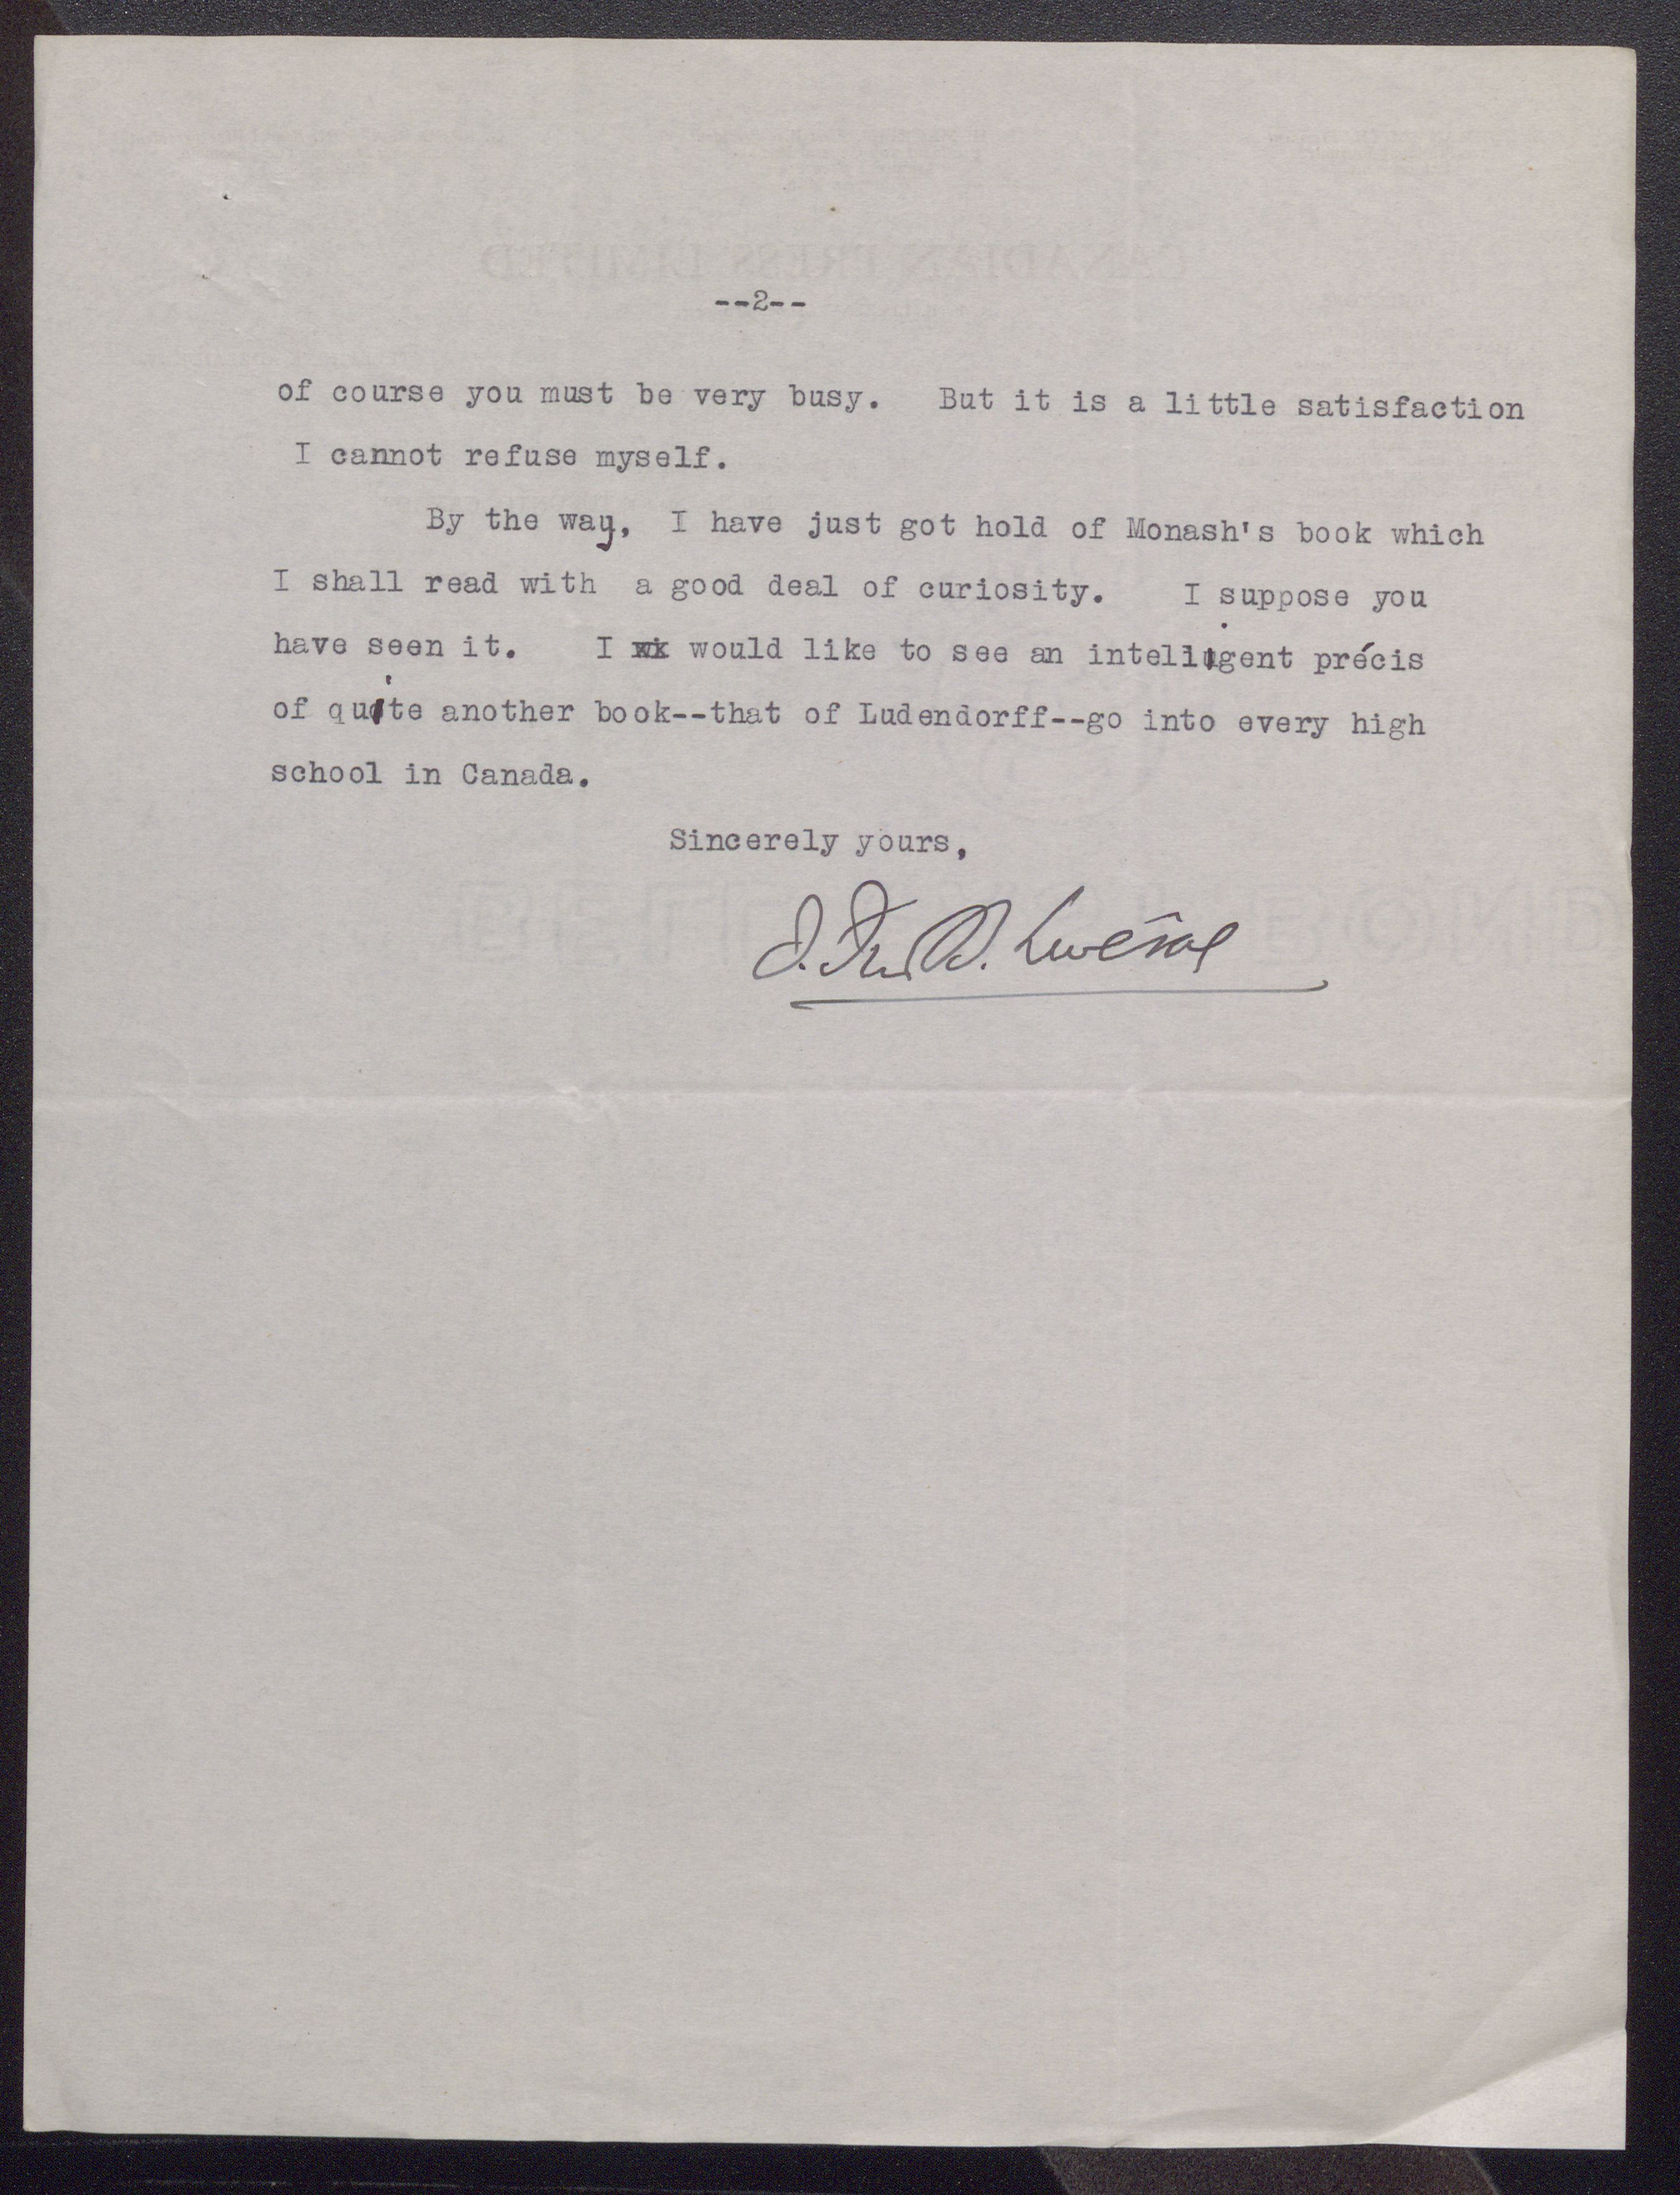 CANADIAN PRESS LIMITED
--2--
of course you must be very busy. But it is a little satisfaction
I cannot refuse myself.
By the way, I have just got hold of Monash's book which
I shall read with a good deal of curiosity. I suppose you
have seen it. I would like to see an intelligent précis
of quite another book--that of Ludendorff--go into every high
school in Canada.
Sincerely yours,